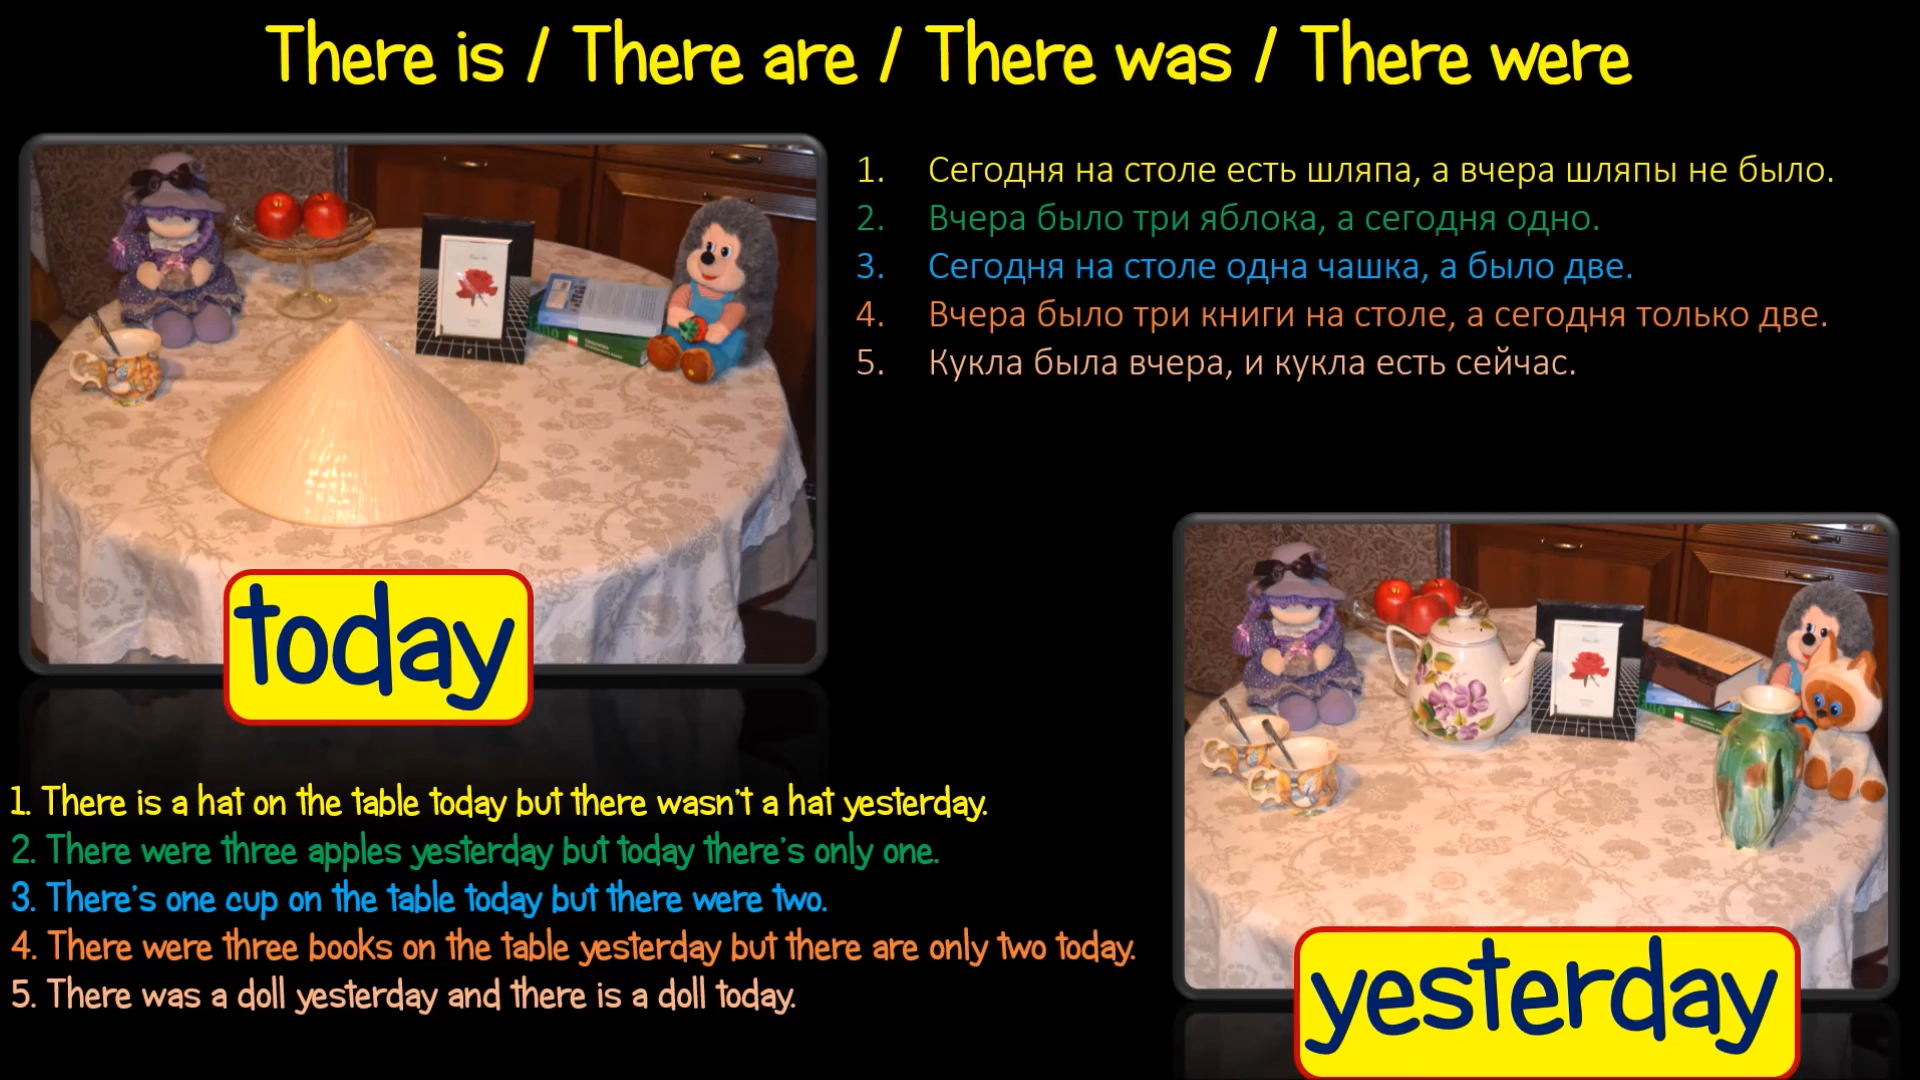 There is / There are / There was / There were
1. Сегодня на столе есть шляпа, а вчера шляпы не было.
2. Вчера было три яблока, а сегодня одно.
3. Сегодня на столе одна чашка, а было две.
4. Вчера было три книги на столе, а сегодня только две.
5. Кукла была вчера, и кукла есть сейчас.
today
1. There is a hat on the table today but there wasn't a hat yesterday.
2. There were three apples yesterday but today there's only one.
3. There's one cup on the table today but there were two.
4. There were three books on the table yesterday but there are only two today.
5. There was a doll yesterday and there is a doll today.
yesterday